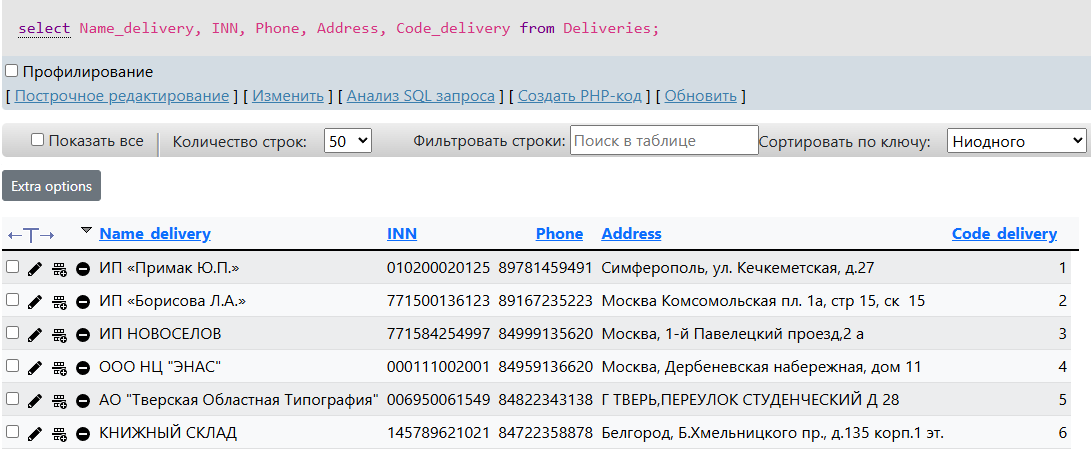 select Name_delivery, INN, Phone, Address, Code_delivery from Deliveries;
Профилирование
[ Построчное редактирование ] [ Изменить ] [ Анализ SQL запроса ] [ Создать PHP-код ] [ Обновить ]
Показать все Количество строк: 50 Фильтровать строки: Поиск в таблице Сортировать по ключу: Ниодного
Extra options
←T→ Name_delivery INN Phone Address Code_delivery
ИП «Примак Ю.П.» 010200020125 89781459491 Симферополь, ул. Кечкеметская, д.27 1
ИП «Борисова Л.А.» 771500136123 89167235223 Москва Комсомольская пл. 1а, стр 15, ск 15 2
ИП НОВОСЕЛОВ 771584254997 84999135620 Москва, 1-й Павелецкий проезд,2 а 3
ООО НЦ "ЭНАС" 000111002001 84959136620 Москва, Дербеневская набережная, дом 11 4
АО "Тверская Областная Типография" 006950061549 84822343138 Г ТВЕРЬ,ПЕРЕУЛОК СТУДЕНЧЕСКИЙ Д 28 5
КНИЖНЫЙ СКЛАД 145789621021 84722358878 Белгород, Б.Хмельницкого пр., д.135 корп.1 эт. 6